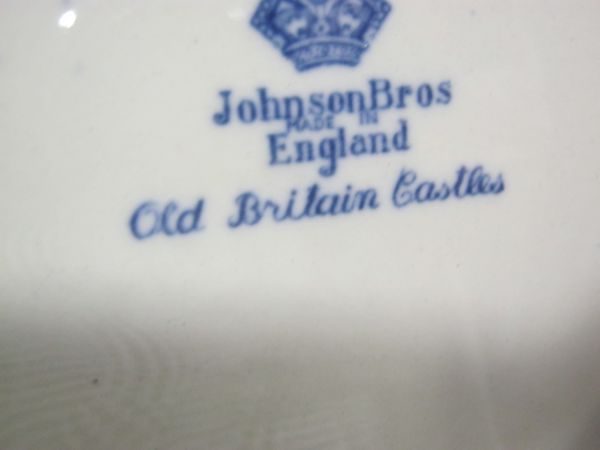 Johnson Bros
MADE IN
England
Old Britain Castles